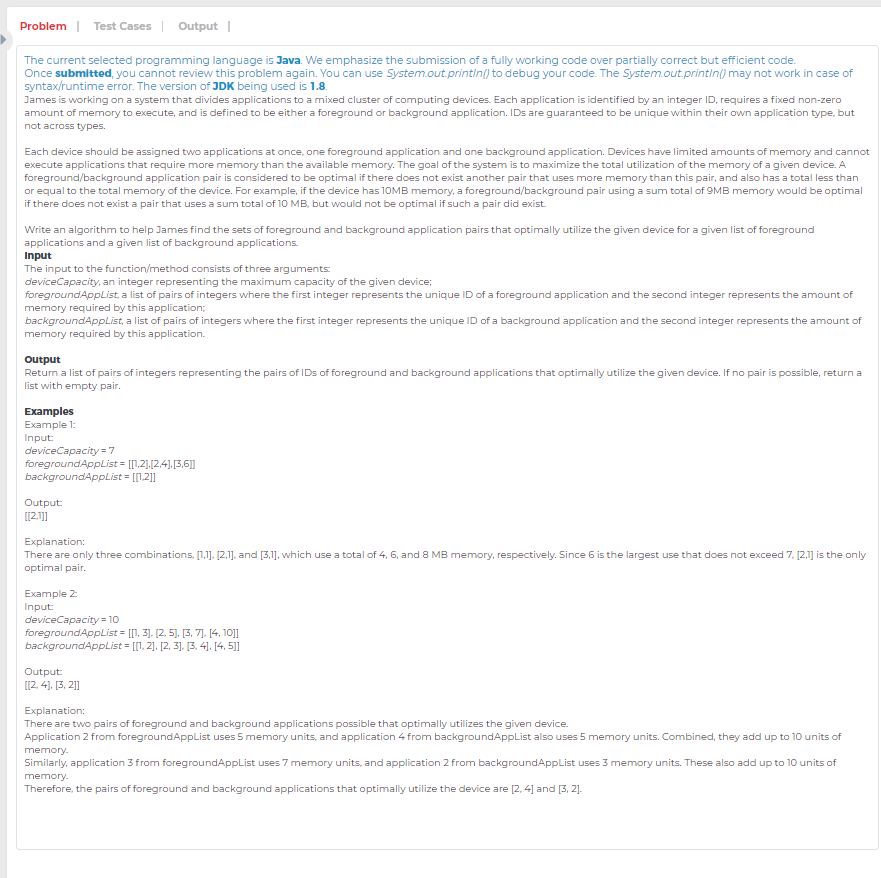 Problem | Test Cases | Output |
The current selected programming language is Java. We emphasize the submission of a fully working code over partially correct but efficient code.
Once submitted, you cannot review this problem again. You can use System.out.println() to debug your code. The System.out.println() may not work in case of
syntax/runtime error. The version of JDK being used is 1.8.
James is working on a system that divides applications to a mixed cluster of computing devices. Each application is identified by an integer ID, requires a fixed non-zero
amount of memory to execute, and is defined to be either a foreground or background application. IDs are guaranteed to be unique within their own application type, but
not across types.
Each device should be assigned two applications at once, one foreground application and one background application. Devices have limited amounts of memory and cannot
execute applications that require more memory than the available memory. The goal of the system is to maximize the total utilization of the memory of a given device. A
foreground/background application pair is considered to be optimal if there does not exist another pair that uses more memory than this pair, and also has a total less than
or equal to the total memory of the device. For example, if the device has 10MB memory, a foreground/background pair using a sum total of 9MB memory would be optimal
if there does not exist a pair that uses a sum total of 10 MB, but would not be optimal if such a pair did exist.
Write an algorithm to help James find the sets of foreground and background application pairs that optimally utilize the given device for a given list of foreground
applications and a given list of background applications.
Input
The input to the function/method consists of three arguments:
deviceCapacity, an integer representing the maximum capacity of the given device;
foregroundAppList, a list of pairs of integers where the first integer represents the unique ID of a foreground application and the second integer represents the amount of
memory required by this application;
backgroundAppList, a list of pairs of integers where the first integer represents the unique ID of a background application and the second integer represents the amount of
memory required by this application.
Output
Return a list of pairs of integers representing the pairs of IDs of foreground and background applications that optimally utilize the given device. If no pair is possible, return a
list with empty pair.
Examples
Example 1:
Input:
deviceCapacity = 7
foregroundAppList = [[1,2],[2,4],[3,6]]
backgroundAppList = [[1,2]]
Output:
[[2,1]]
Explanation:
There are only three combinations, [1,1], [2,1], and [3,1], which use a total of 4, 6, and 8 MB memory, respectively. Since 6 is the largest use that does not exceed 7, [2,1] is the only
optimal pair.
Example 2:
Input:
deviceCapacity = 10
foregroundAppList = [[1, 3], [2, 5], [3, 7], [4, 10]]
backgroundAppList = [[1, 2], [2, 3], [3, 4], [4, 5]]
Output:
[[2, 4], [3, 2]]
Explanation:
There are two pairs of foreground and background applications possible that optimally utilizes the given device.
Application 2 from foregroundAppList uses 5 memory units, and application 4 from backgroundAppList also uses 5 memory units. Combined, they add up to 10 units of
memory.
Similarly, application 3 from foregroundAppList uses 7 memory units, and application 2 from backgroundAppList uses 3 memory units. These also add up to 10 units of
memory.
Therefore, the pairs of foreground and background applications that optimally utilize the device are [2, 4] and [3, 2].